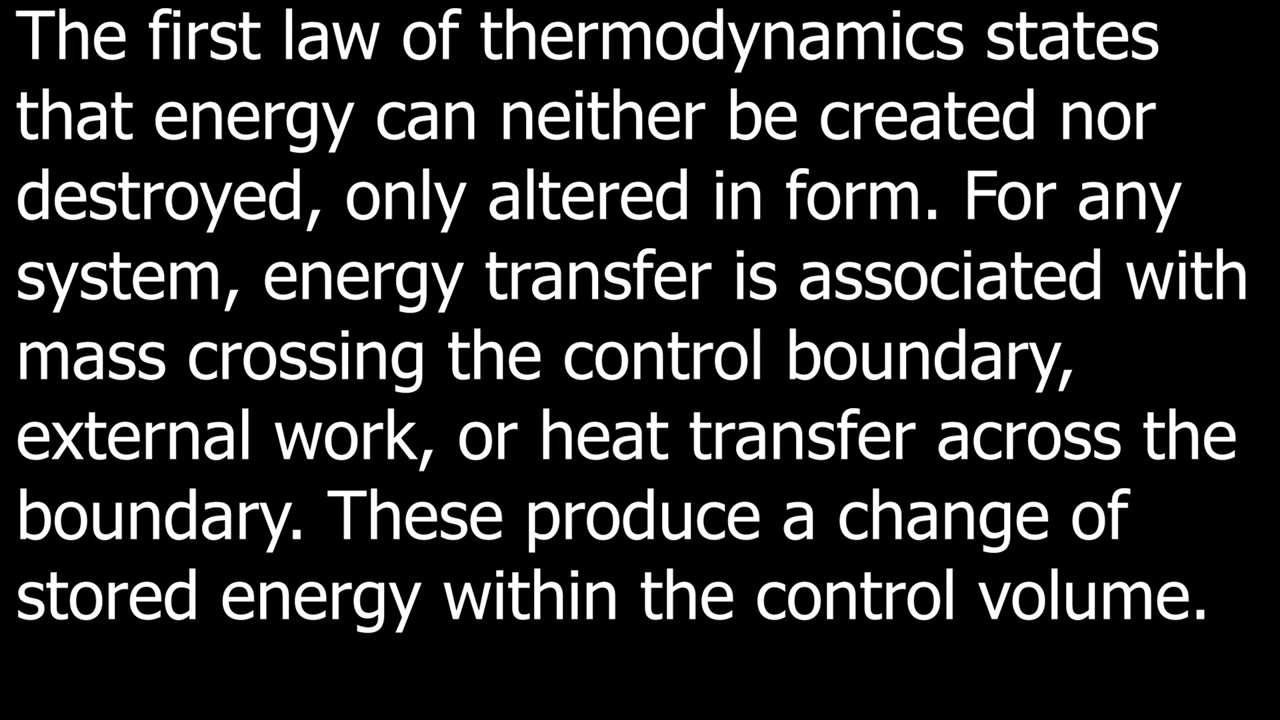 The first law of thermodynamics states
that energy can neither be created nor
destroyed, only altered in form. For any
system, energy transfer is associated with
mass crossing the control boundary,
external work, or heat transfer across the
boundary. These produce a change of
stored energy within the control volume.